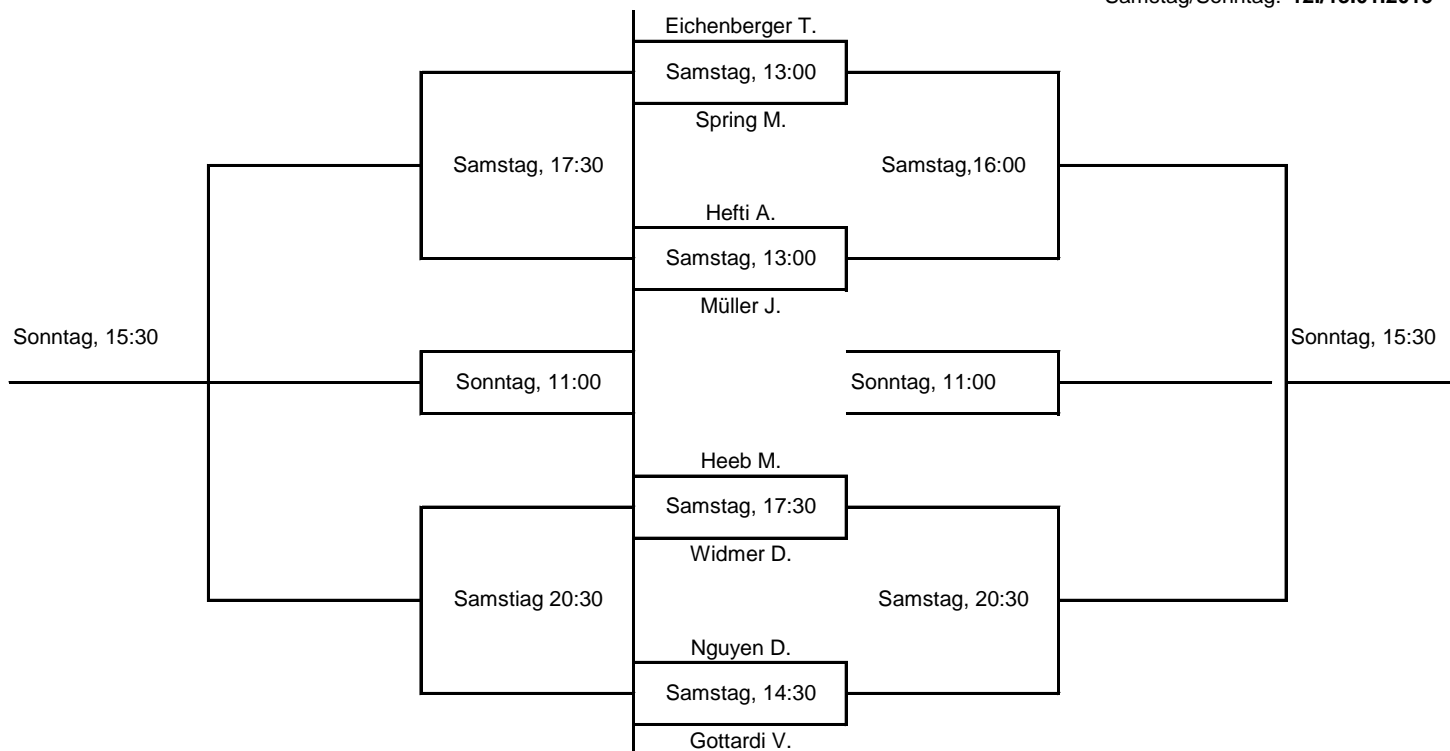 Samstag/Sonntag:
Eichenberger T.
Samstag, 13:00
Spring M.
Samstag, 17:30
Samstag,16:00
Hefti A.
Samstag, 13:00
Müller J.
Sonntag, 15:30
Sonntag, 15:30
Sonntag, 11:00
Sonntag, 11:00
Heeb M.
Samstag, 17:30
Widmer D.
Samstiag 20:30
Samstag, 20:30
Nguyen D.
Samstag, 14:30
Gottardi V.